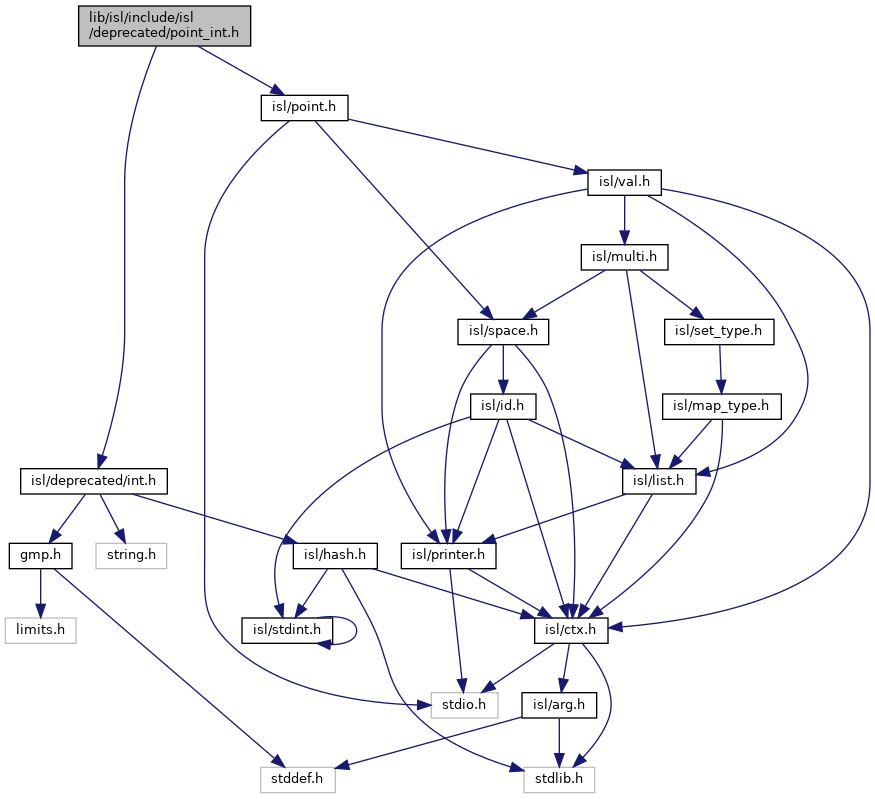 lib/isl/include/isl
/deprecated/point_int.h
isl/point.h
isl/val.h
isl/multi.h
isl/space.h
isl/set_type.h
isl/id.h
isl/map_type.h
isl/deprecated/int.h
isl/list.h
gmp.h
string.h
isl/hash.h
isl/printer.h
limits.h
isl/stdint.h
isl/ctx.h
stdio.h
isl/arg.h
stddef.h
stdlib.h